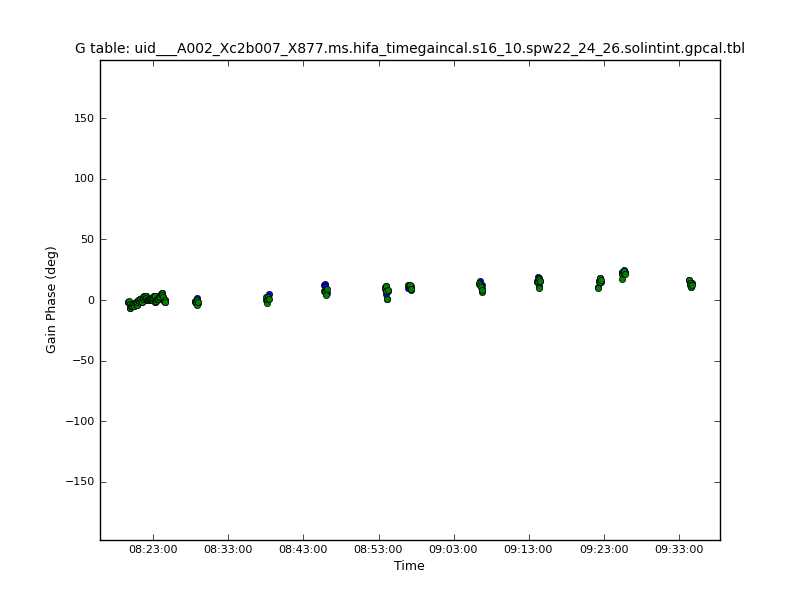 G table: uid___A002_Xc2b007_X877.ms.hifa_timegaincal.s16_10.spw22_24_26.solintint.gpcal.tbl
Gain Phase (deg)
150
100
50
0
−50
−100
−150
08:23:00 08:33:00 08:43:00 08:53:00 09:03:00 09:13:00 09:23:00 09:33:00
Time